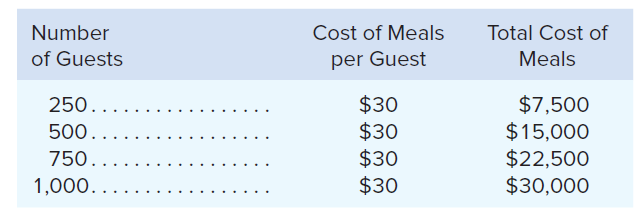 Number Cost of Meals Total Cost of
of Guests per Guest Meals
250. . . . . . . . . . . . . . . . . $30 $7,500
500. . . . . . . . . . . . . . . . . $30 $15,000
750. . . . . . . . . . . . . . . . . $30 $22,500
1,000. . . . . . . . . . . . . . . . . $30 $30,000